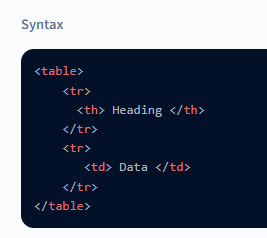 Syntax
<table>
<tr>
<th> Heading </th>
</tr>
<tr>
<td> Data </td>
</tr>
</table>